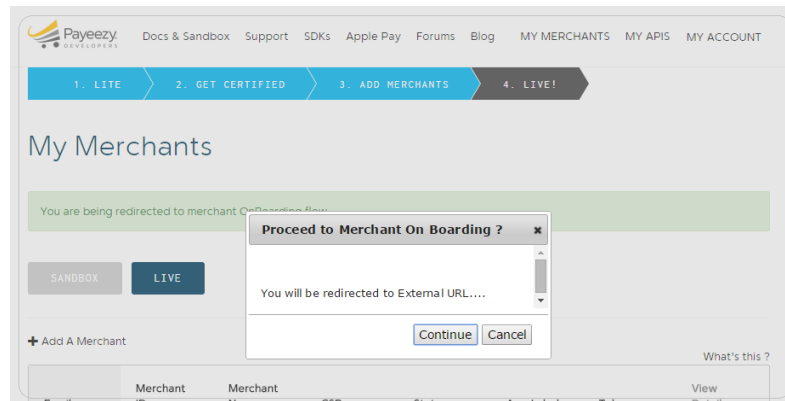 Payeezy
DEVELOPERS
Docs & Sandbox Support SDKs Apple Pay Forums Blog MY MERCHANTS MY APIS MY ACCOUNT
1. LITE 2. GET CERTIFIED 3. ADD MERCHANTS 4. LIVE!
My Merchants
You are being redirected to merchant OnBoarding flow
Proceed to Merchant On Boarding ?
You will be redirected to External URL....
SANDBOX LIVE
Continue Cancel
Add A Merchant
What's this ?
Merchant Merchant View